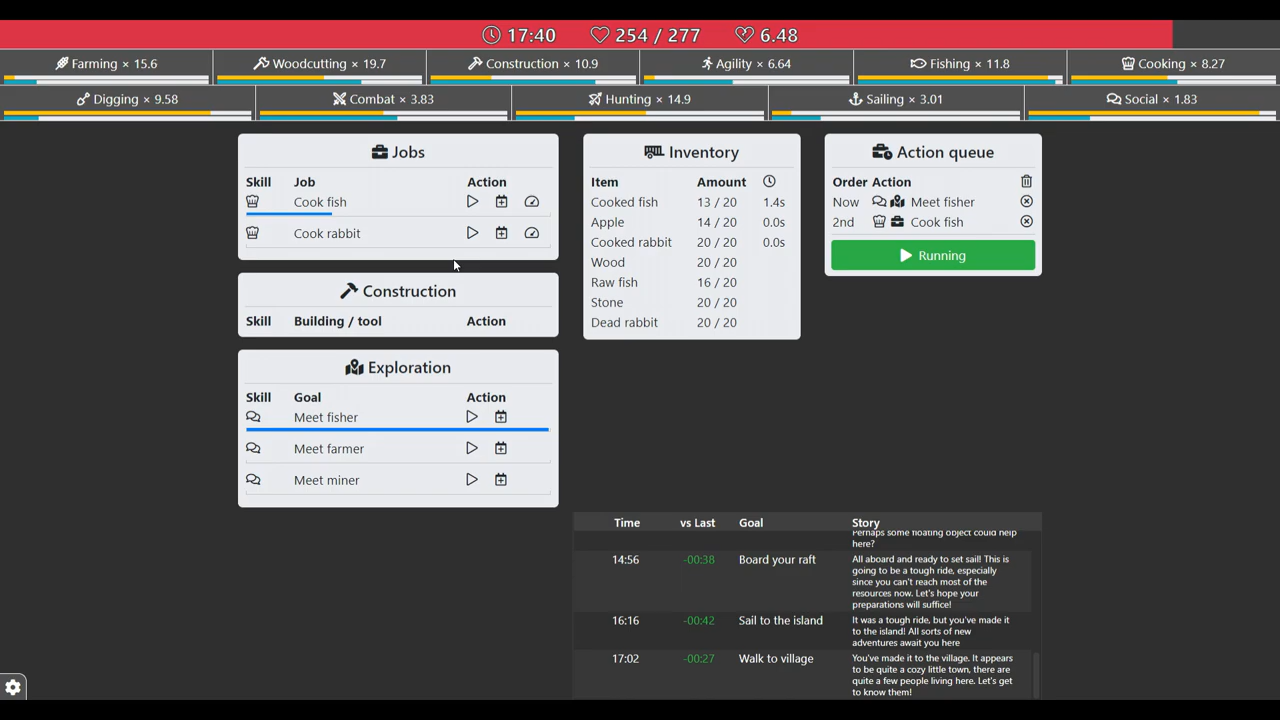 17:40 254 / 277 6.48
Farming × 15.6 Woodcutting × 19.7 Construction × 10.9 Agility × 6.64 Fishing × 11.8 Cooking × 8.27
Digging × 9.58 Combat × 3.83 Hunting × 14.9 Sailing × 3.01 Social × 1.83
Jobs
Skill Job Action
Cook fish
Cook rabbit
Construction
Skill Building / tool Action
Exploration
Skill Goal Action
Meet fisher
Meet farmer
Meet miner
Inventory
Item Amount
Cooked fish 13 / 20 1.4s
Apple 14 / 20 0.0s
Cooked rabbit 20 / 20 0.0s
Wood 20 / 20
Raw fish 16 / 20
Stone 20 / 20
Dead rabbit 20 / 20
Action queue
Order Action
Now Meet fisher
2nd Cook fish
Running
Time vs Last Goal Story
Perhaps some floating object could help
here?
14:56 -00:38 Board your raft All aboard and ready to set sail! This is
going to be a tough ride, especially
since you can't reach most of the
resources now. Let's hope your
preparations will suffice!
16:16 -00:42 Sail to the island It was a tough ride, but you've made it
to the island! All sorts of new
adventures await you here
17:02 -00:27 Walk to village You've made it to the village. It appears
to be quite a cozy little town, there are
quite a few people living here. Let's get
to know them!